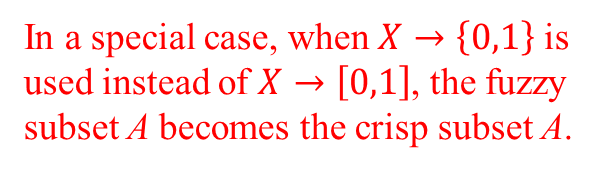 In a special case, when X → {0,1} is
used instead of X → [0,1], the fuzzy
subset A becomes the crisp subset A.